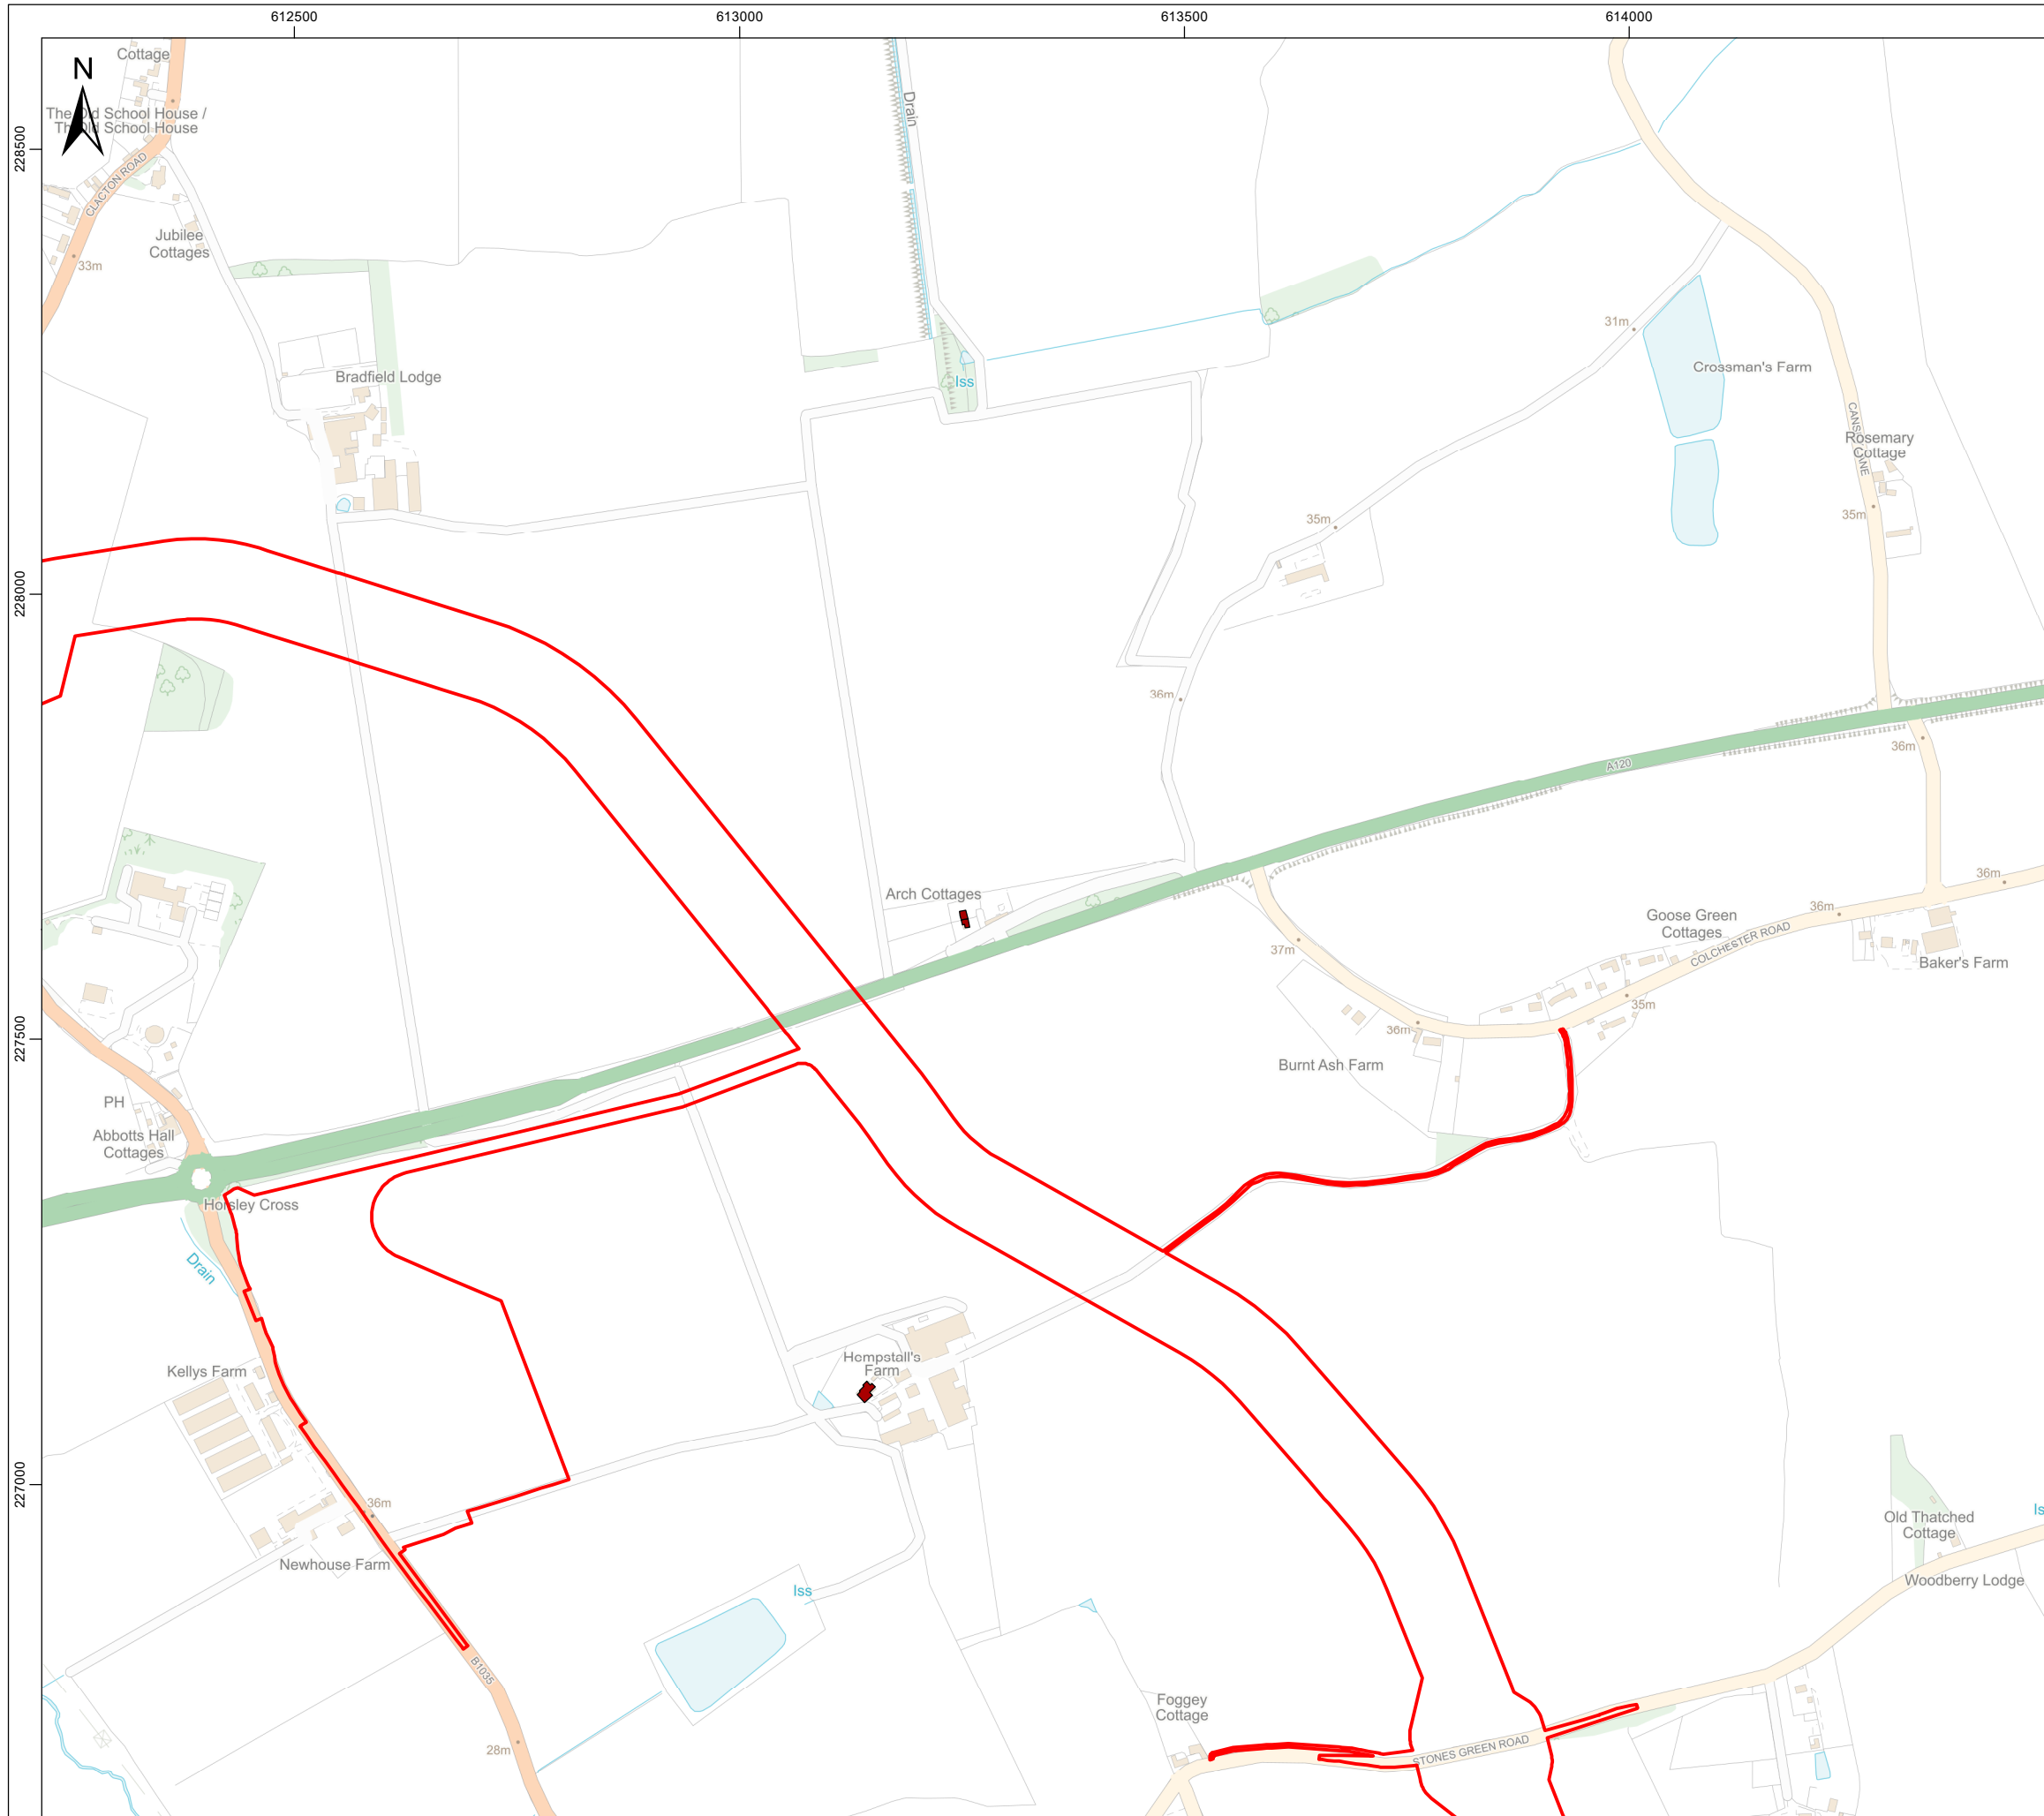 612500
613000
613500
614000
228500
228000
227500
227000
N
Cottage
The Old School House /
The Old School House
CLACTON ROAD
33m
Jubilee
Cottages
Bradfield Lodge
Drain
Iss
31m
Crossman's Farm
Rosemary
Cottage
35m
35m
36m
A120
36m
Arch Cottages
37m
36m
Burnt Ash Farm
Goose Green
Cottages
COLCHESTER ROAD
35m
36m
36m
Baker's Farm
PH
Abbotts Hall
Cottages
Horsley Cross
Drain
Kellys Farm
36m
Newhouse Farm
Hempstall's
Farm
Iss
B1035
28m
Foggey
Cottage
STONES GREEN ROAD
Old Thatched
Cottage
Woodberry Lodge